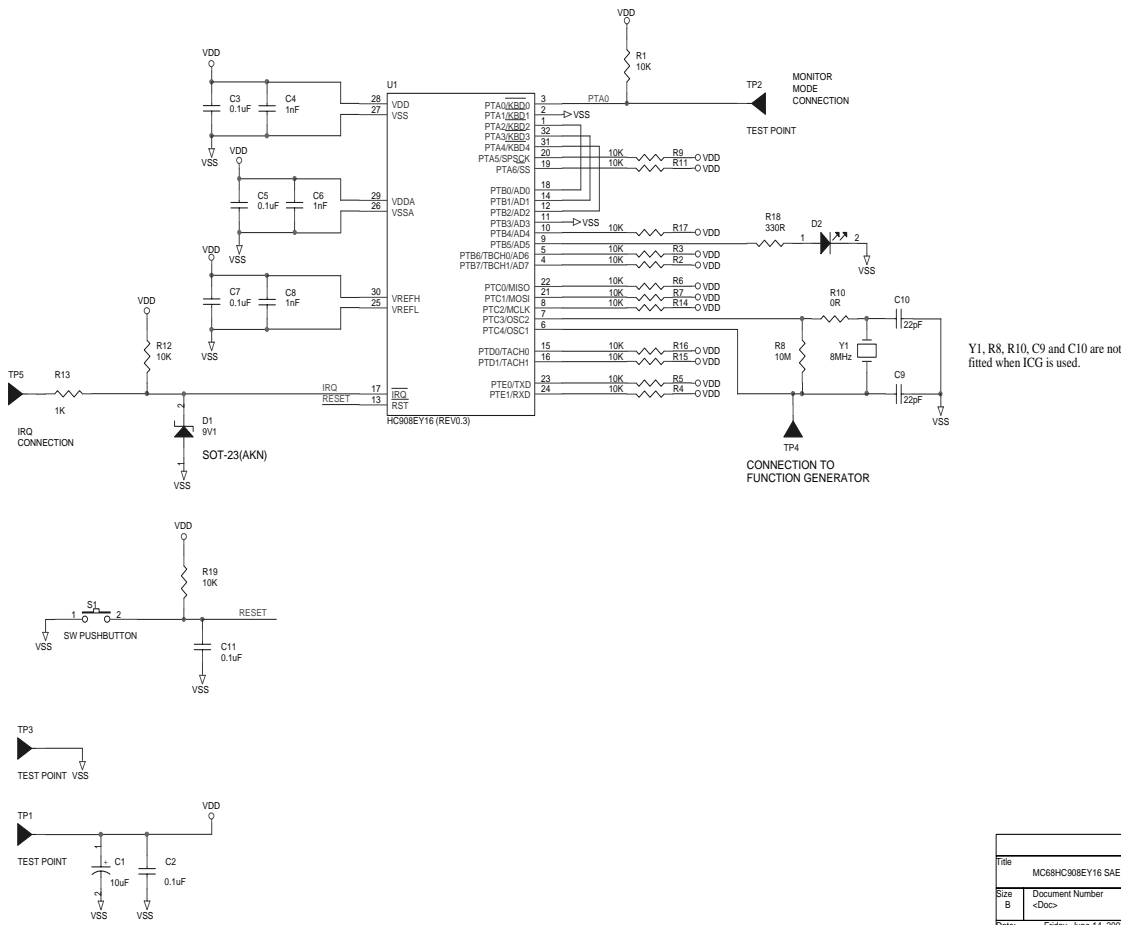 VDD
R1
10K
TP2
MONITOR
MODE
CONNECTION
TEST POINT
VDD
C3
0.1uF
C4
1nF
VSS
C5
0.1uF
C6
1nF
VSS
VDD
C7
0.1uF
C8
1nF
VSS
U1
28 VDD
27 VSS
29 VDDA
26 VSSA
30 VREFH
25 VREFL
IRQ 17 IRQ
RESET 13 RST
HC908EY16 (REV0.3)
PTA0/KBD0 3 PTA0
PTA1/KBD1 2 VSS
PTA2/KBD2 1
PTA3/KBD3 32
PTA4/KBD4 31
PTA5/SPSCK 20 10K R9 VDD
PTA6/SS 19 10K R11 VDD
PTB0/AD0 18
PTB1/AD1 14
PTB2/AD2 12
PTB3/AD3 11 VSS
PTB4/AD4 10 10K R17 VDD
PTB5/AD5 9
PTB6/TBCH0/AD6 5 10K R3 VDD
PTB7/TBCH1/AD7 4 10K R2 VDD
PTC0/MISO 22 10K R6 VDD
PTC1/MOSI 21 10K R7 VDD
PTC2/MCLK 8 10K R14 VDD
PTC3/OSC2 7
PTC4/OSC1 6
PTD0/TACH0 15 10K R16 VDD
PTD1/TACH1 16 10K R15 VDD
PTE0/TXD 23 10K R5 VDD
PTE1/RXD 24 10K R4 VDD
R18
330R
1 D2 2
VSS
R10
0R
C10
22pF
R8
10M
Y1
8MHz
C9
22pF
VSS
Y1, R8, R10, C9 and C10 are not
fitted when ICG is used.
TP4
CONNECTION TO
FUNCTION GENERATOR
VDD
R12
10K
TP5
R13
1K
IRQ
CONNECTION
2
D1
9V1
1
SOT-23(AKN)
VSS
VDD
R19
10K
S1
1 2
SW PUSHBUTTON
VSS
RESET
C11
0.1uF
VSS
TP3
TEST POINT
VSS
TP1
TEST POINT
VDD
1
+
C1
10uF
2
VSS
C2
0.1uF
VSS
Title
MC68HC908EY16 SAE
Size
B
Document Number
<Doc>